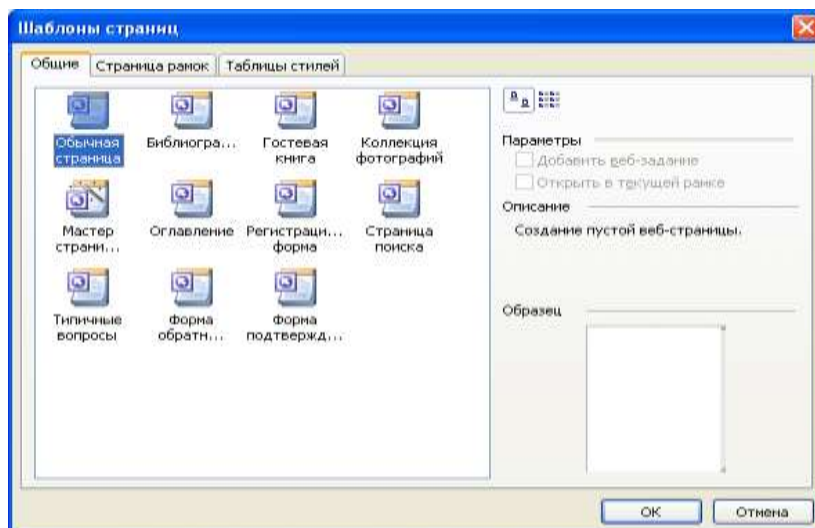 Шаблоны страниц
Общие
Страница рамок
Таблицы стилей
Обычная страница
Библиогра...
Гостевая книга
Коллекция фотографий
Мастер страни...
Оглавление
Регистраци... форма
Страница поиска
Типичные вопросы
Форма обратн...
Форма подтвержд...
Параметры
Добавить веб-задание
Открыть в текущей рамке
Описание
Создание пустой веб-страницы.
Образец
ОК
Отмена